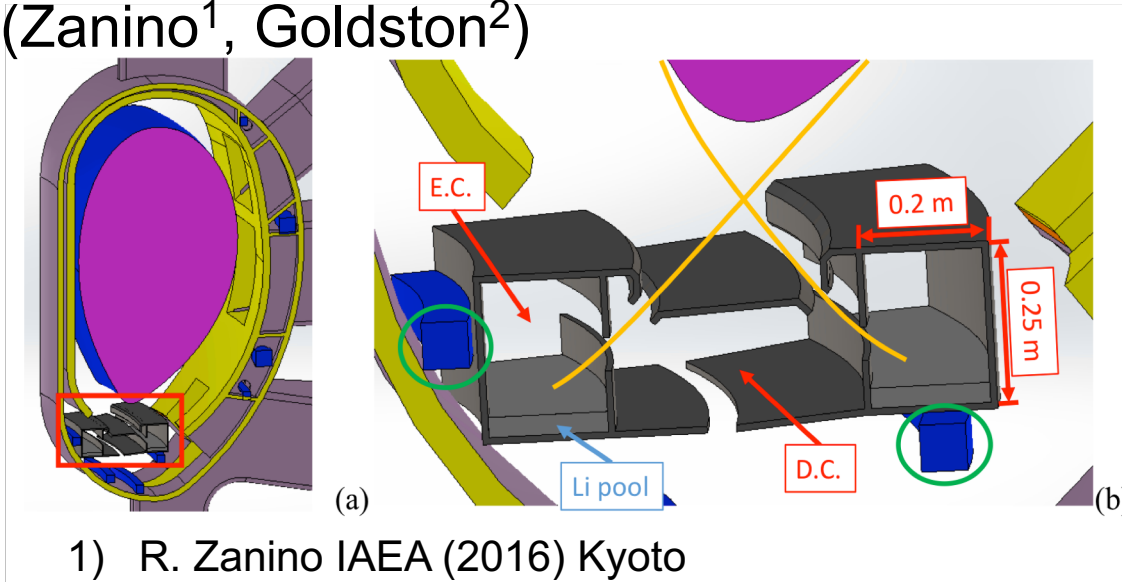 (Zanino¹, Goldston²)
E.C.
0.2 m
0.25 m
Li pool
D.C.
(a)
(b)
1) R. Zanino IAEA (2016) Kyoto